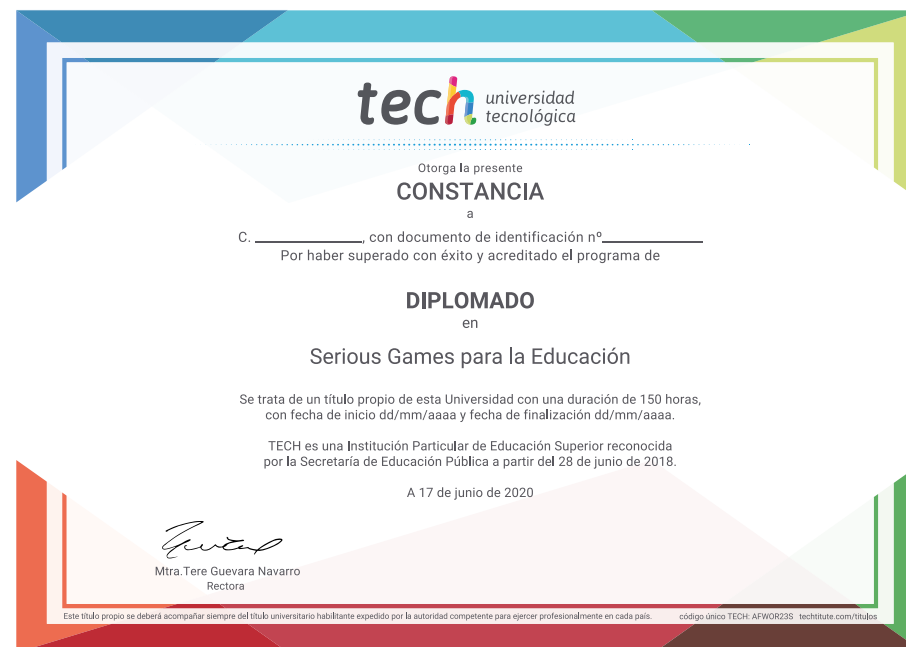 tech universidad
tecnológica
Otorga la presente
CONSTANCIA
a
C. ______________, con documento de identificación nº_____________
Por haber superado con éxito y acreditado el programa de
DIPLOMADO
en
Serious Games para la Educación
Se trata de un título propio de esta Universidad con una duración de 150 horas,
con fecha de inicio dd/mm/aaaa y fecha de finalización dd/mm/aaaa.
TECH es una Institución Particular de Educación Superior reconocida
por la Secretaría de Educación Pública a partir del 28 de junio de 2018.
A 17 de junio de 2020
Mtra.Tere Guevara Navarro
Rectora
Este título propio se deberá acompañar siempre del título universitario habilitante expedido por la autoridad competente para ejercer profesionalmente en cada país. código único TECH: AFWOR23S techtitute.com/titulos